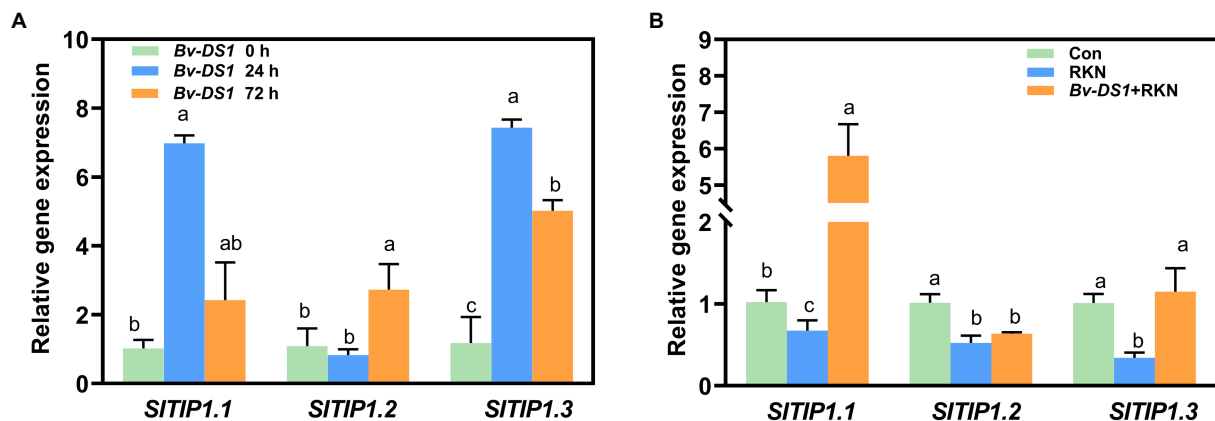 A
Relative gene expression
10
8
6
4
2
0
Bv-DS1 0 h
Bv-DS1 24 h
Bv-DS1 72 h
b
a
ab
b
b
a
c
a
b
SlTIP1.1
SlTIP1.2
SlTIP1.3
B
Relative gene expression
9
8
7
6
5
2
1
0
Con
RKN
Bv-DS1+RKN
b
c
a
a
b
b
a
b
a
SlTIP1.1
SlTIP1.2
SlTIP1.3